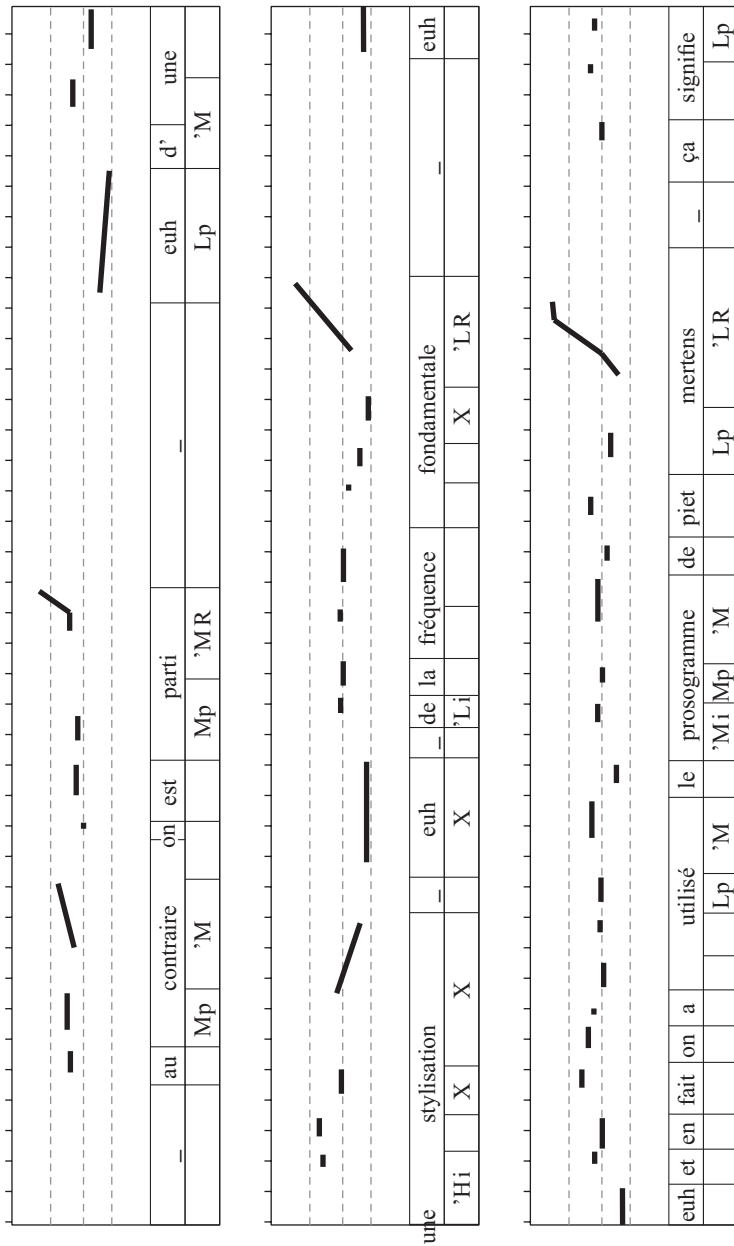 – au contraire on est parti – euh d’ une
Mp ’M Mp ’MR Lp ’M
une stylisation – euh – de la fréquence fondamentale – euh
’Hi X X X ’Li X ’LR
euh et en fait on a utilisé le prosogramme de piet mertens – ça signifie
Lp ’M ’Mi Mp ’M Lp ’LR Lp